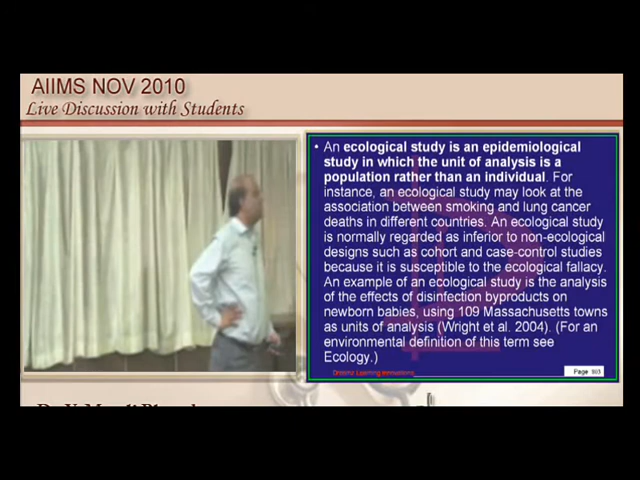 AIIMS NOV 2010
Live Discussion with Students
• An ecological study is an epidemiological
study in which the unit of analysis is a
population rather than an individual. For
instance, an ecological study may look at the
association between smoking and lung cancer
deaths in different countries. An ecological study
is normally regarded as inferior to non-ecological
designs such as cohort and case-control studies
because it is susceptible to the ecological fallacy.
An example of an ecological study is the analysis
of the effects of disinfection byproducts on
newborn babies, using 109 Massachusetts towns
as units of analysis (Wright et al. 2004). (For an
environmental definition of this term see
Ecology.)
Learning Innovations